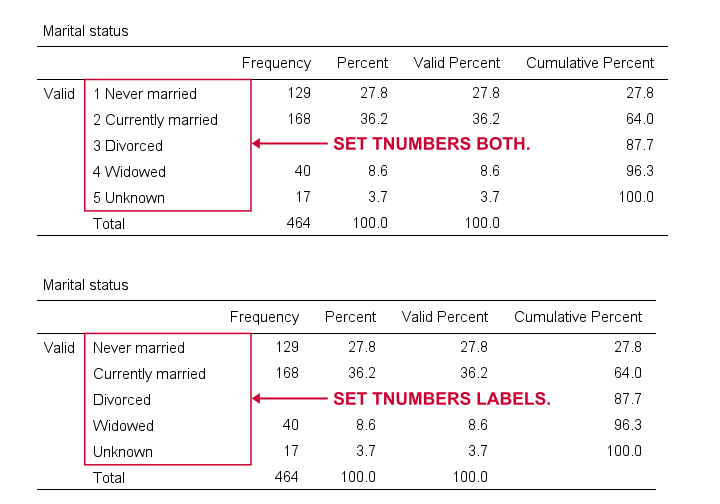 Marital status
Frequency Percent Valid Percent Cumulative Percent
Valid 1 Never married 129 27.8 27.8 27.8
2 Currently married 168 36.2 36.2 64.0
3 Divorced SET TNUMBERS BOTH. 87.7
4 Widowed 40 8.6 8.6 96.3
5 Unknown 17 3.7 3.7 100.0
Total 464 100.0 100.0
Marital status
Frequency Percent Valid Percent Cumulative Percent
Valid Never married 129 27.8 27.8 27.8
Currently married 168 36.2 36.2 64.0
Divorced SET TNUMBERS LABELS. 87.7
Widowed 40 8.6 8.6 96.3
Unknown 17 3.7 3.7 100.0
Total 464 100.0 100.0